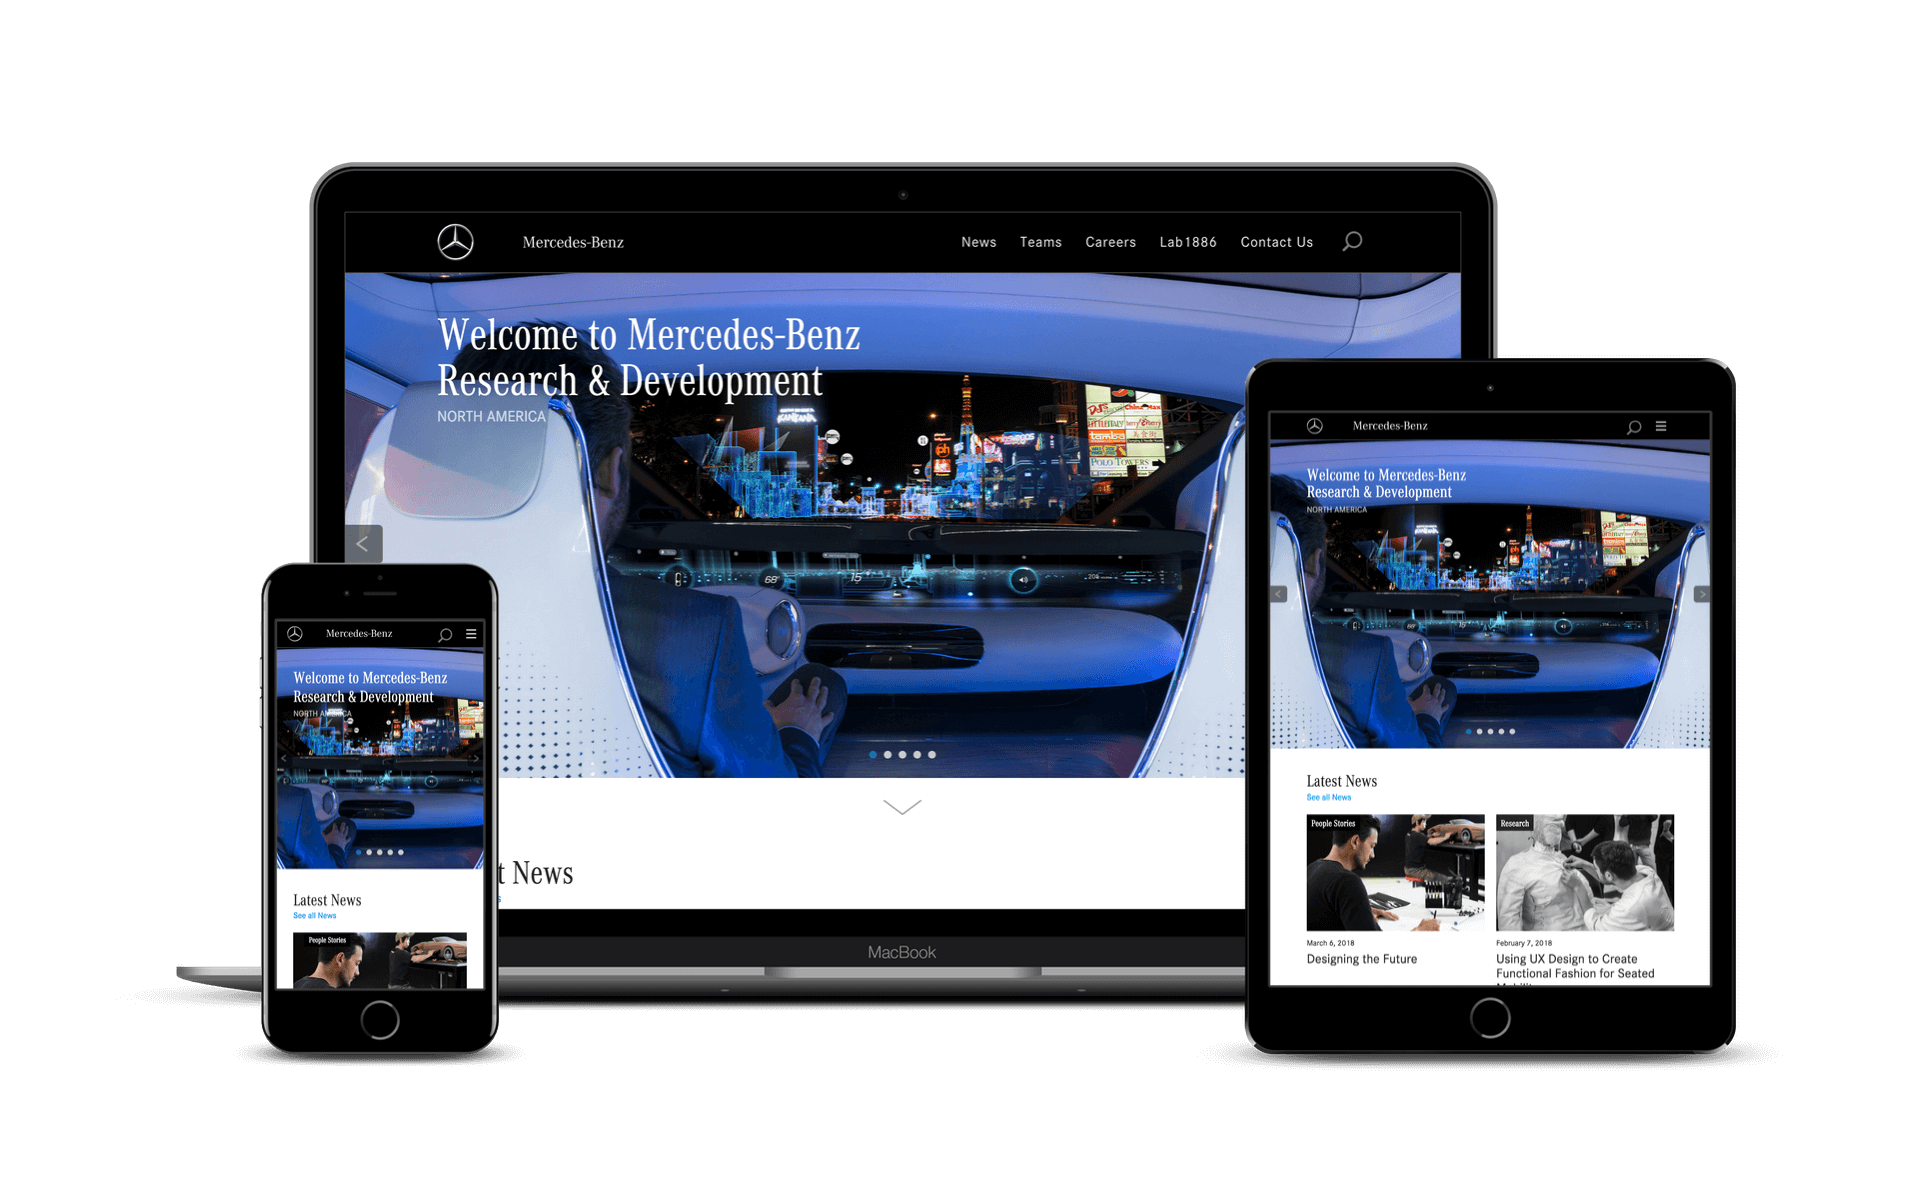 Mercedes-Benz
News Teams Careers Lab1886 Contact Us
Welcome to Mercedes-Benz
Research & Development
NORTH AMERICA
68°
15°
t News
s
MacBook
Mercedes-Benz
Welcome to Mercedes-Benz
Research & Development
NORTH AMERICA
Latest News
See all News
People Stories
Mercedes-Benz
Welcome to Mercedes-Benz
Research & Development
NORTH AMERICA
Latest News
See all News
People Stories
March 6, 2018
Designing the Future
Research
February 7, 2018
Using UX Design to Create
Functional Fashion for Seated